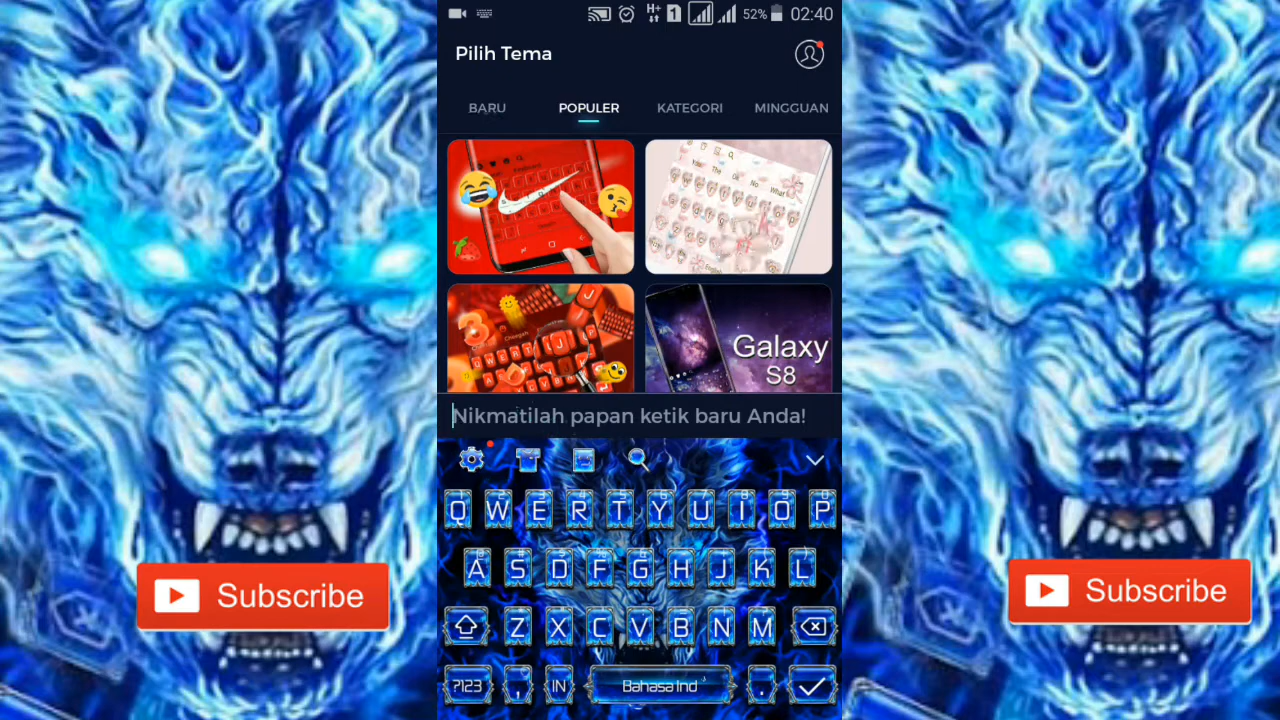 52% 02:40
Pilih Tema
BARU POPULER KATEGORI MINGGUAN
Galaxy
S8
Nikmatilah papan ketik baru Anda!
Q W E R T Y U I O P
A S D F G H J K L
Subscribe
Subscribe
Z X C V B N M
?123 , IN Bahasa Ind .